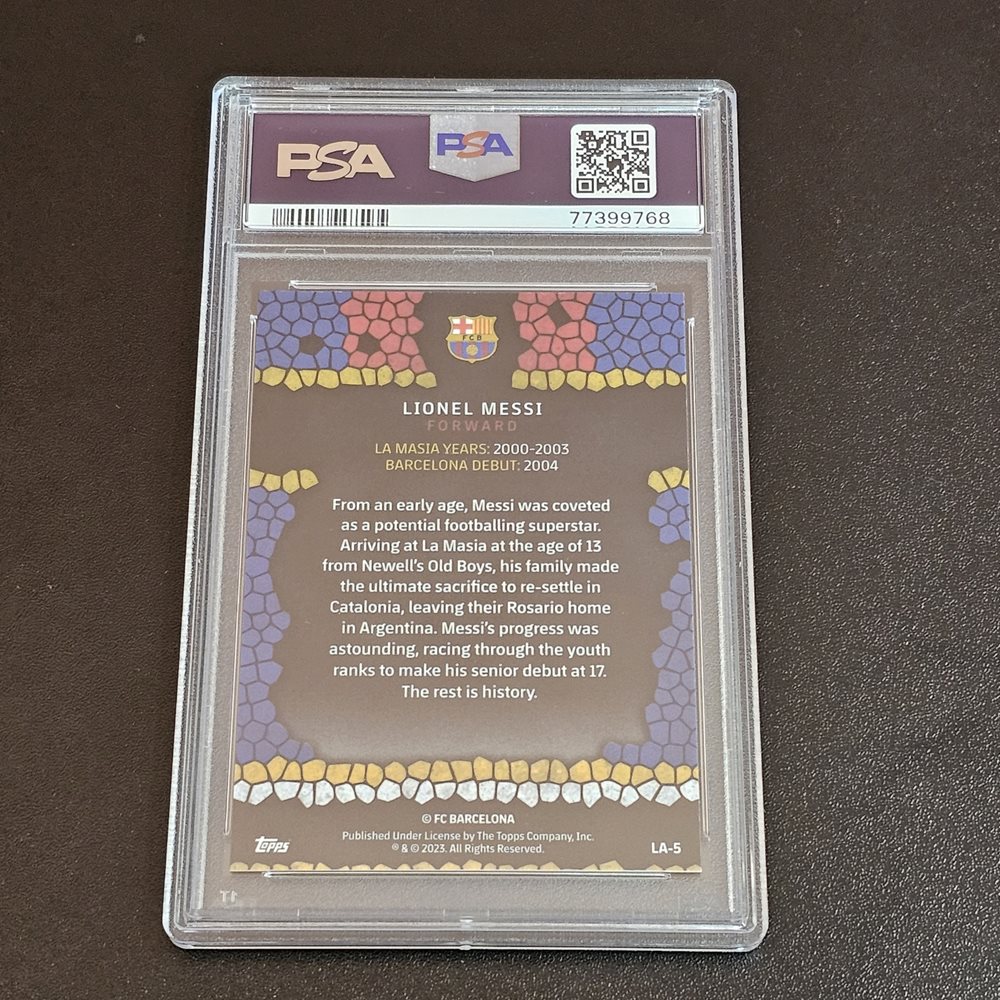 PSA
PSA
77399768
FCB
LIONEL MESSI
FORWARD
LA MASIA YEARS: 2000-2003
BARCELONA DEBUT: 2004
From an early age, Messi was coveted
as a potential footballing superstar.
Arriving at La Masia at the age of 13
from Newell's Old Boys, his family made
the ultimate sacrifice to re-settle in
Catalonia, leaving their Rosario home
in Argentina. Messi's progress was
astounding, racing through the youth
ranks to make his senior debut at 17.
The rest is history.
© FC BARCELONA
Published Under License by The Topps Company, Inc.
® & © 2023. All Rights Reserved.
Topps
LA-5